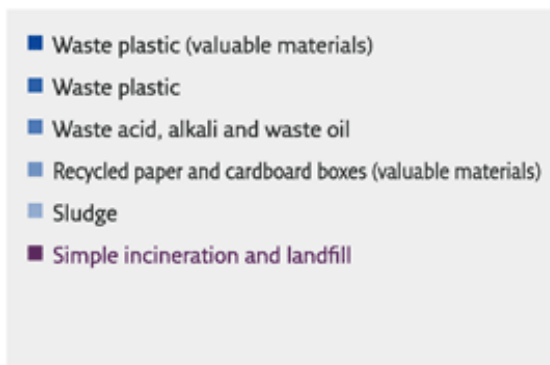 Waste plastic (valuable materials)
Waste plastic
Waste acid, alkali and waste oil
Recycled paper and cardboard boxes (valuable materials)
Sludge
Simple incineration and landfill